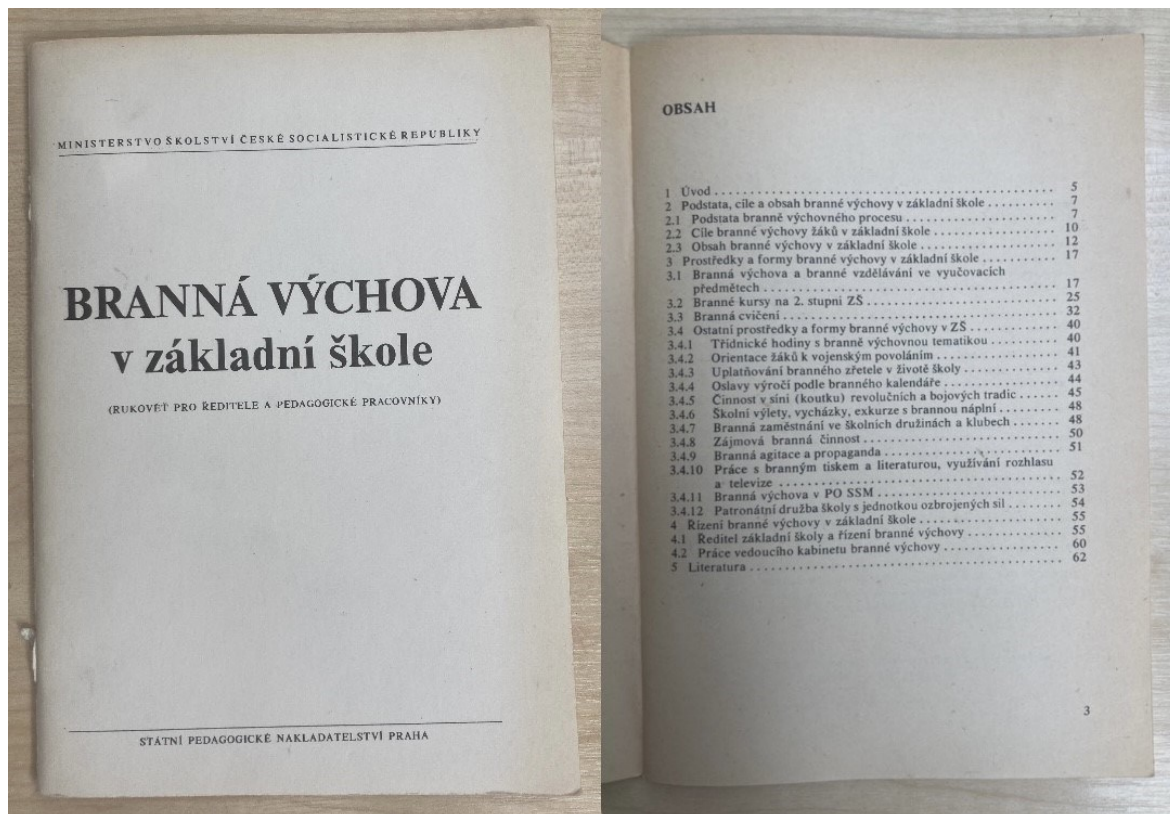 MINISTERSTVO ŠKOLSTVÍ ČESKÉ SOCIALISTICKÉ REPUBLIKY
BRANNÁ VÝCHOVA
v základní škole
(RUKOVĚŤ PRO ŘEDITELE A PEDAGOGICKÉ PRACOVNÍKY)
STÁTNÍ PEDAGOGICKÉ NAKLADATELSTVÍ PRAHA
OBSAH
1 Úvod . . . . . . . . . . 5
2 Podstata, cíle a obsah branné výchovy v základní škole . . . . . . . . . . 7
2.1 Podstata branně výchovného procesu . . . . . . . . . . 7
2.2 Cíle branné výchovy žáků v základní škole . . . . . . . . . . 10
2.3 Obsah branné výchovy v základní škole . . . . . . . . . . 12
3 Prostředky a formy branné výchovy v základní škole . . . . . . . . . . 17
3.1 Branná výchova a branné vzdělávání ve vyučovacích
předmětech . . . . . . . . . . 17
3.2 Branné kursy na 2. stupni ZŠ . . . . . . . . . . 25
3.3 Branná cvičení . . . . . . . . . . 32
3.4 Ostatní prostředky a formy branné výchovy v ZŠ . . . . . . . . . . 40
3.4.1 Třídnické hodiny s branně výchovnou tematikou . . . . . . . . . . 40
3.4.2 Orientace žáků k vojenským povoláním . . . . . . . . . . 41
3.4.3 Uplatňování branného zřetele v životě školy . . . . . . . . . . 43
3.4.4 Oslavy výročí podle branného kalendáře . . . . . . . . . . 44
3.4.5 Činnost v síni (koutku) revolučních a bojových tradic . . . . . . 45
3.4.6 Školní výlety, vycházky, exkurze s brannou náplní . . . . . . . . . . 48
3.4.7 Branná zaměstnání ve školních družinách a klubech . . . . . . . 48
3.4.8 Zájmová branná činnost . . . . . . . . . . 50
3.4.9 Branná agitace a propaganda . . . . . . . . . . 51
3.4.10 Práce s branným tiskem a literaturou, využívání rozhlasu
a televize . . . . . . . . . . 52
3.4.11 Branná výchova v PO SSM . . . . . . . . . . 53
3.4.12 Patronátní družba školy s jednotkou ozbrojených sil . . . . . . . 54
4 Řízení branné výchovy v základní škole . . . . . . . . . . 55
4.1 Ředitel základní školy a řízení branné výchovy . . . . . . . . . . 55
4.2 Práce vedoucího kabinetu branné výchovy . . . . . . . . . . 60
5 Literatura . . . . . . . . . . 62
3